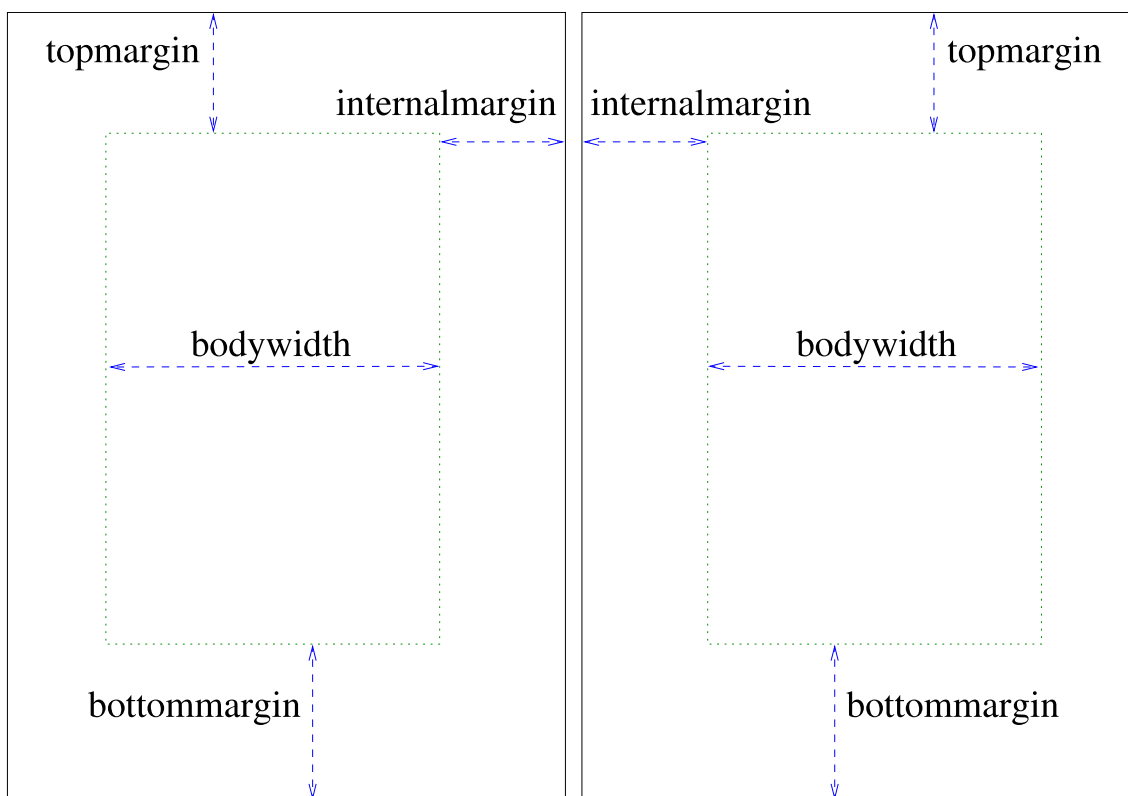 topmargin
topmargin
internalmargin
internalmargin
bodywidth
bodywidth
bottommargin
bottommargin